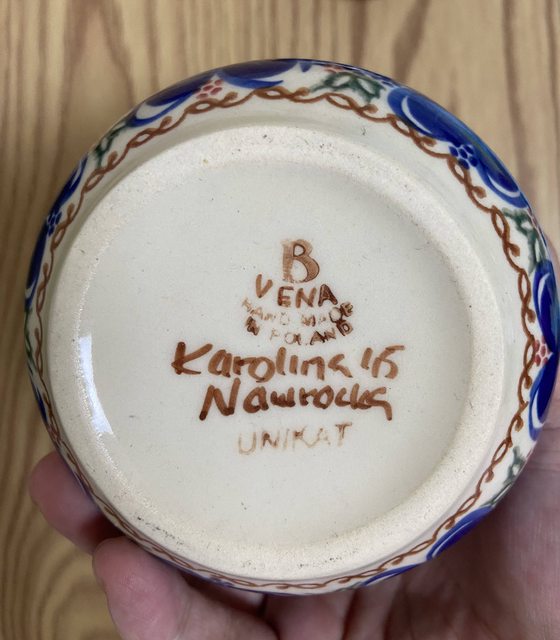 B
VENA
HAND MADE
IN POLAND
Karolina 15
Nawrocka
UNIKAT